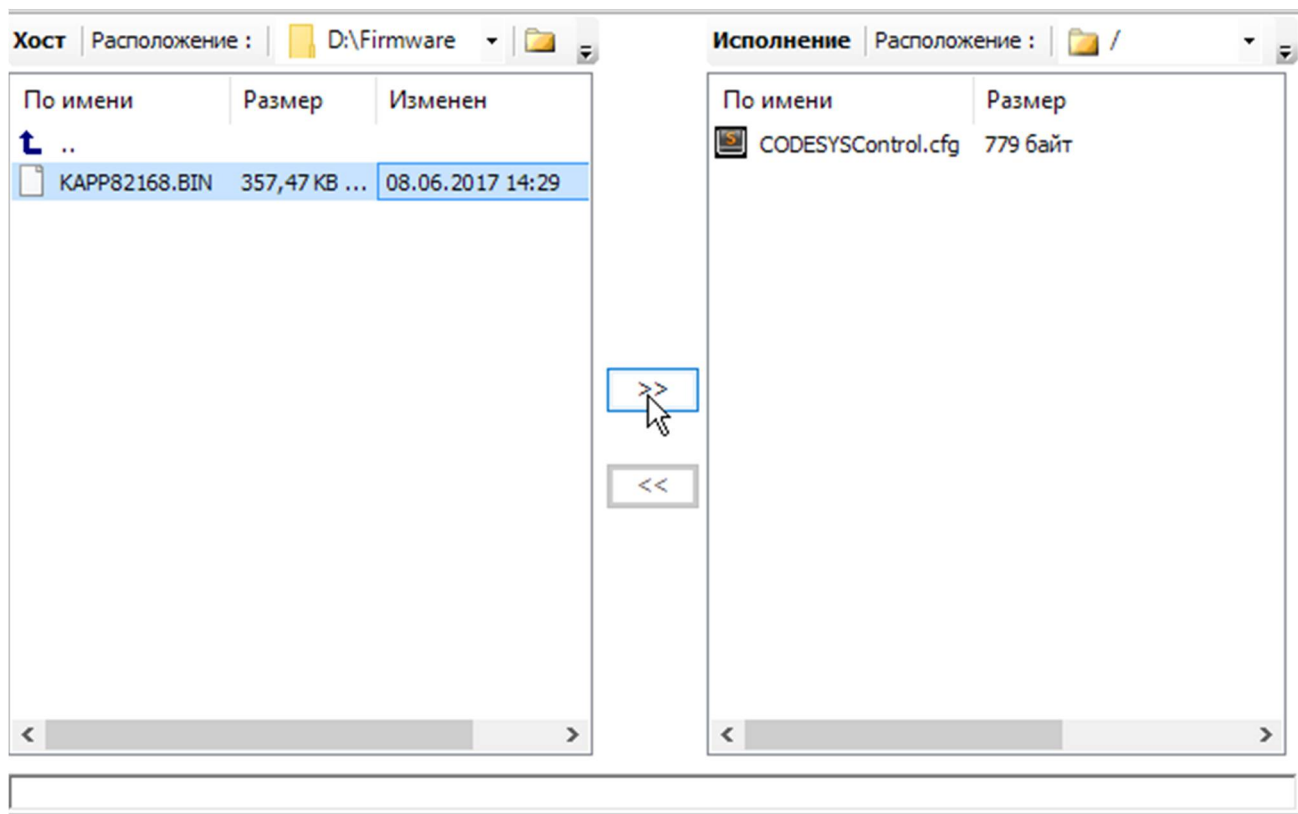 Хост Расположение : D:\Firmware
Исполнение Расположение : /
По имени Размер Изменен
..
KAPP82168.BIN 357,47 KB ... 08.06.2017 14:29
По имени Размер
CODESYSControl.cfg 779 байт
>>
<<